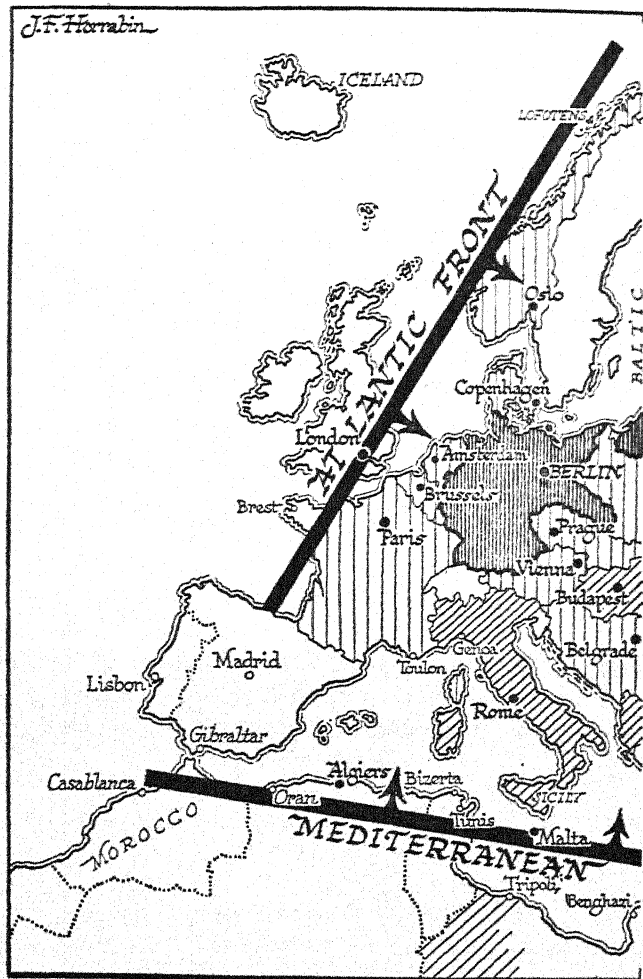 J.F. Horrabin
ICELAND
LOFOTENS
ATLANTIC FRONT
Oslo
BALTIC
Copenhagen
London
Amsterdam
BERLIN
Brest
Brussels
Paris
Prague
Vienna
Budapest
Belgrade
Genoa
Toulon
Madrid
Lisbon
Rome
Gibraltar
Algiers
Bizerta
Casablanca
Oran
SICILY
Tunis
Malta
MOROCCO
MEDITERRANEAN
Tripoli
Benghazi